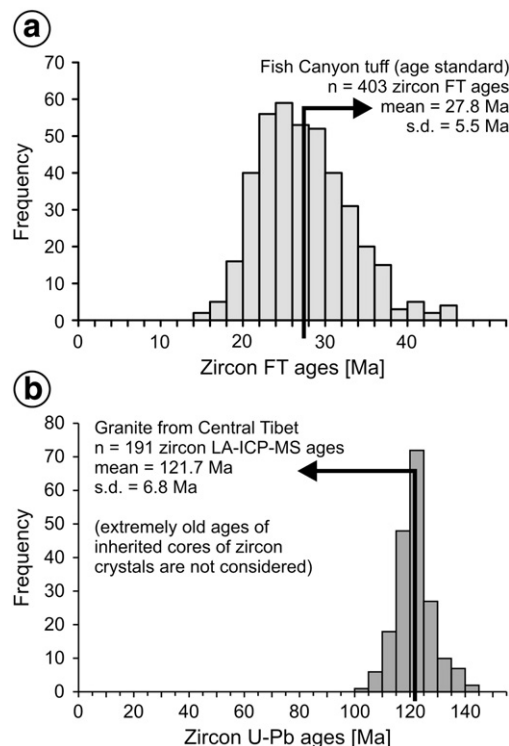 a
Fish Canyon tuff (age standard)
n = 403 zircon FT ages
mean = 27.8 Ma
s.d. = 5.5 Ma
Frequency
70
60
50
40
30
20
10
0
0 10 20 30 40
Zircon FT ages [Ma]
b
Granite from Central Tibet
n = 191 zircon LA-ICP-MS ages
mean = 121.7 Ma
s.d. = 6.8 Ma
(extremely old ages of
inherited cores of zircon
crystals are not considered)
Frequency
80
70
60
50
40
30
20
10
0
0 20 40 60 80 100 120 140
Zircon U-Pb ages [Ma]